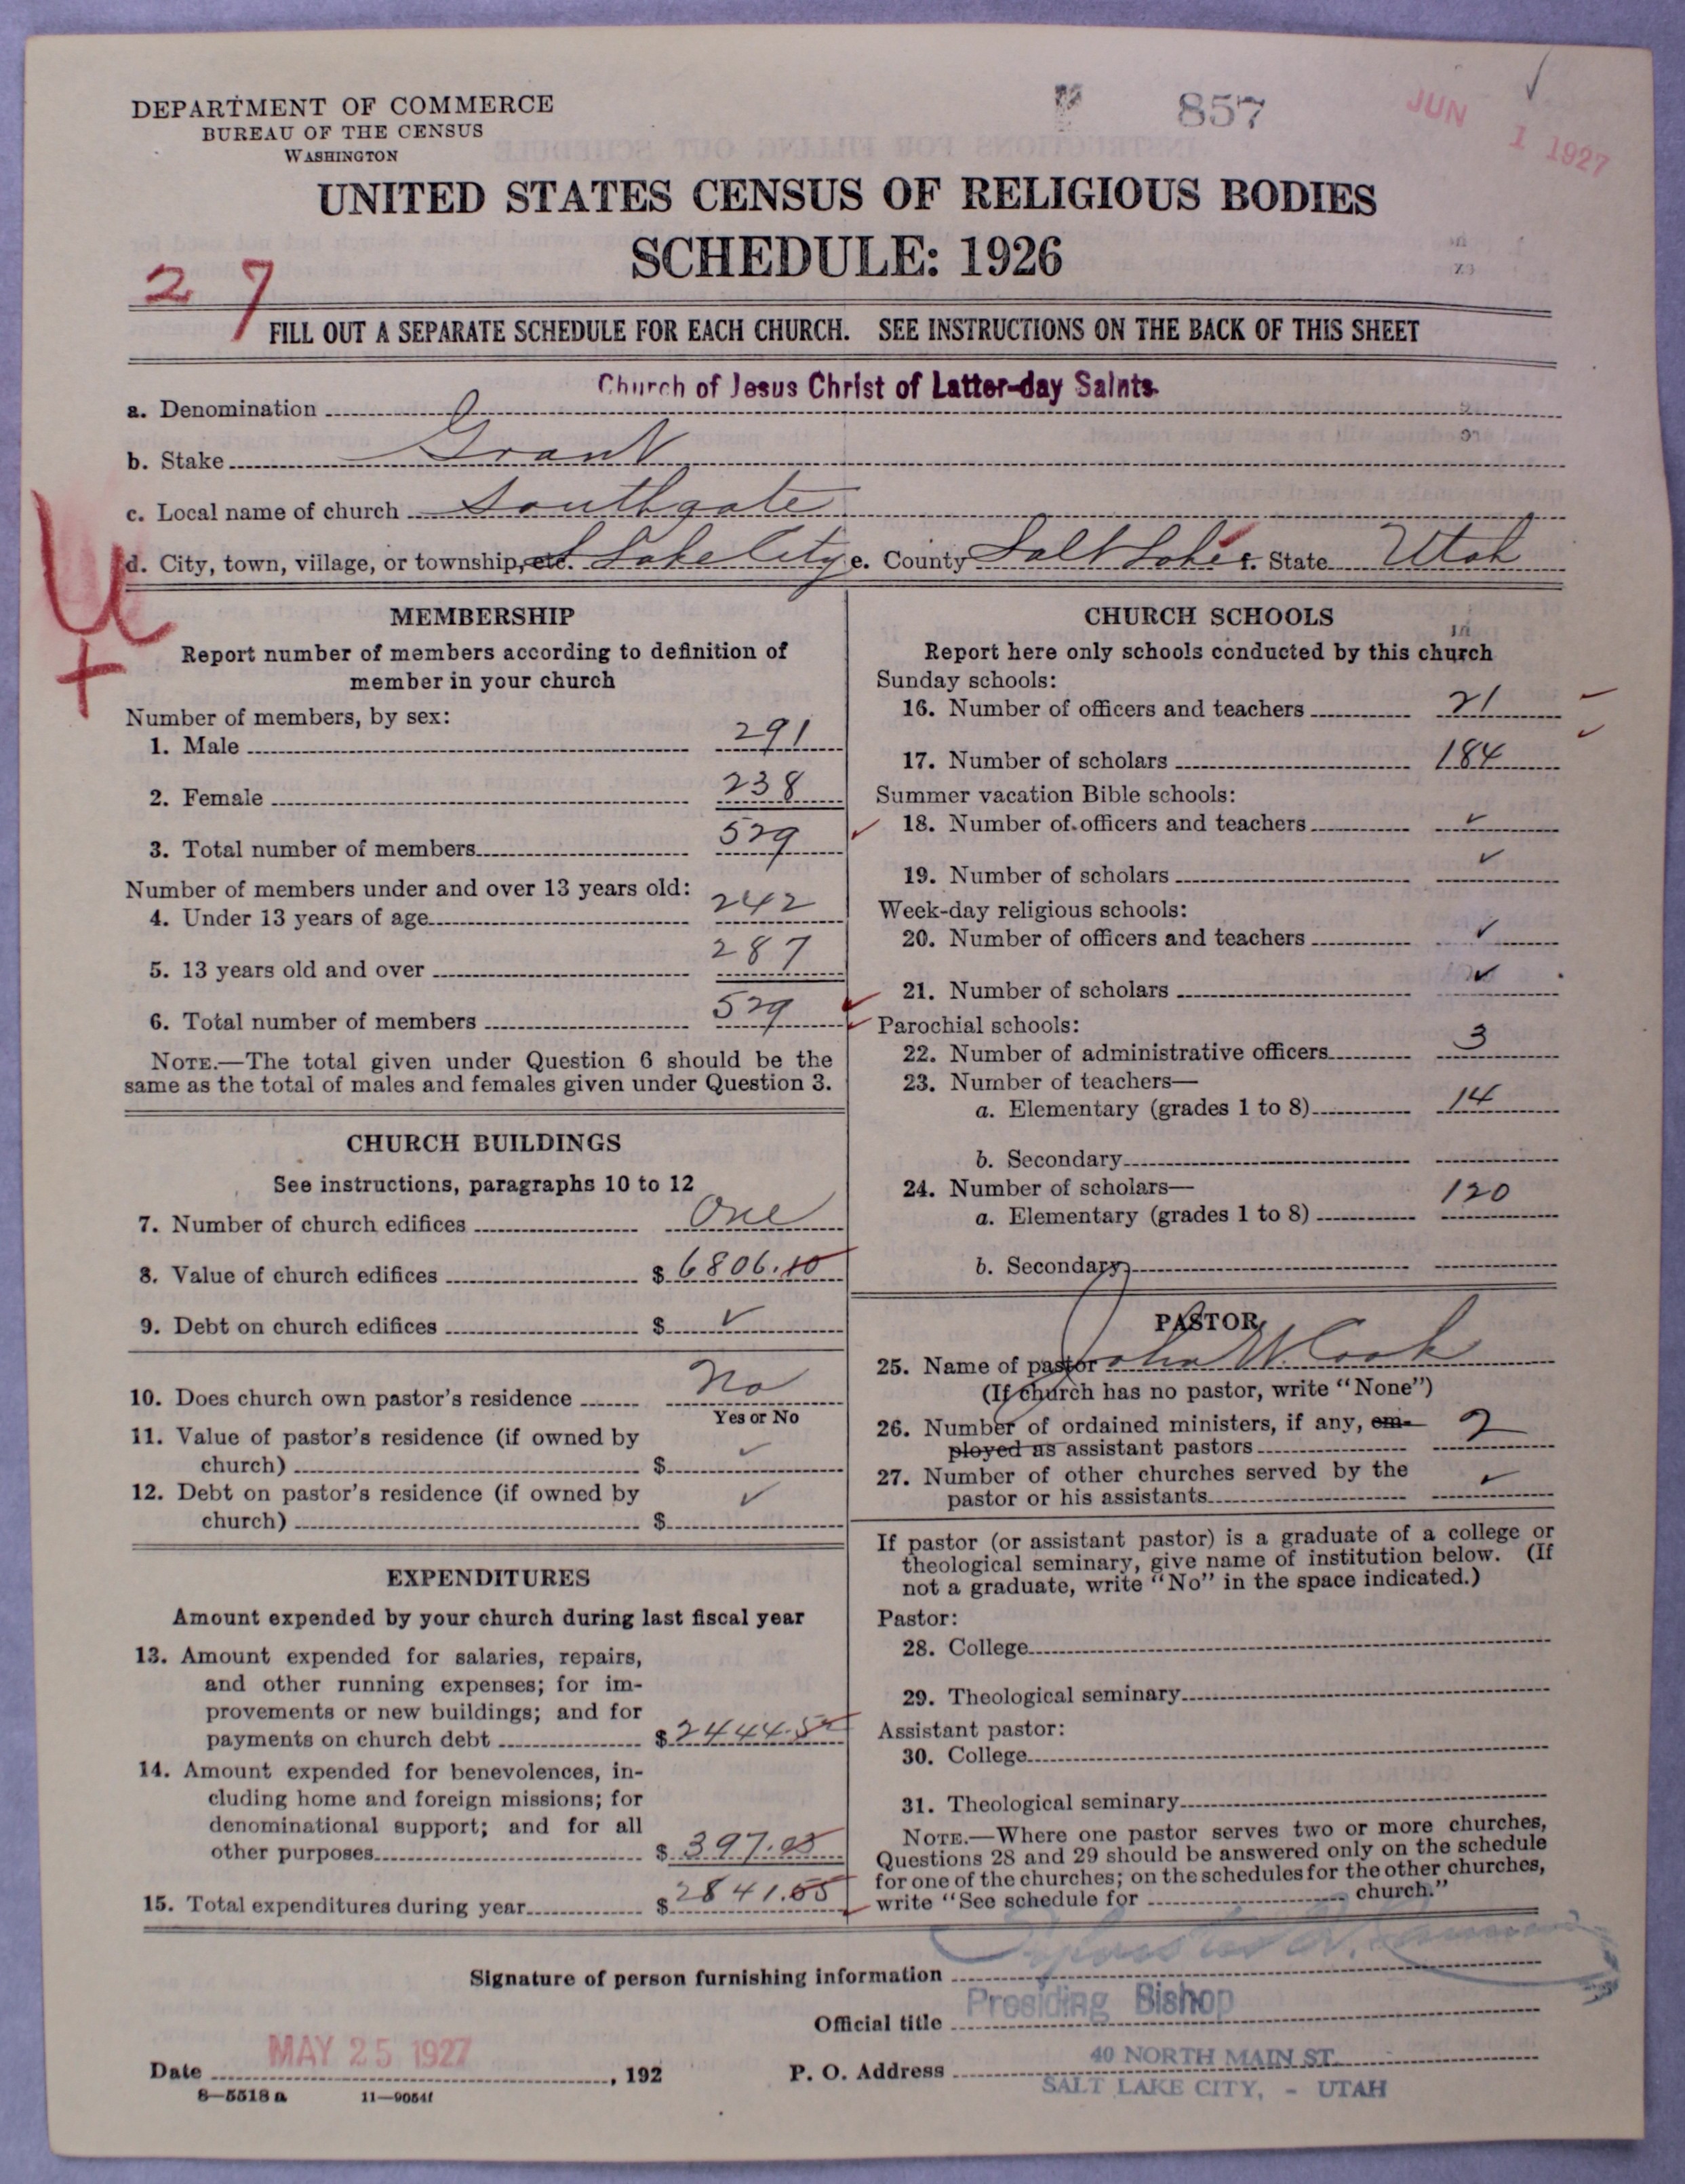 DEPARTMENT OF COMMERCE
BUREAU OF THE CENSUS
WASHINGTON
857
JUN 1 1927
UNITED STATES CENSUS OF RELIGIOUS BODIES
SCHEDULE: 1926
27
FILL OUT A SEPARATE SCHEDULE FOR EACH CHURCH. SEE INSTRUCTIONS ON THE BACK OF THIS SHEET
Church of Jesus Christ of Latter-day Saints.
a. Denomination
b. Stake Grant
c. Local name of church Southgate
d. City, town, village, or township, etc. S Lake City e. County Salt Lake f. State Utah
U
+
MEMBERSHIP
Report number of members according to definition of
member in your church
Number of members, by sex:
1. Male 291
2. Female 238
3. Total number of members 529
Number of members under and over 13 years old:
4. Under 13 years of age 242
5. 13 years old and over 287
6. Total number of members 529
NOTE.—The total given under Question 6 should be the
same as the total of males and females given under Question 3.
CHURCH BUILDINGS
See instructions, paragraphs 10 to 12
7. Number of church edifices One
8. Value of church edifices $ 6806.10
9. Debt on church edifices $ ✓
10. Does church own pastor's residence No
Yes or No
11. Value of pastor's residence (if owned by
church) $ ✓
12. Debt on pastor's residence (if owned by
church) $ ✓
EXPENDITURES
Amount expended by your church during last fiscal year
13. Amount expended for salaries, repairs,
and other running expenses; for im-
provements or new buildings; and for
payments on church debt $ 2444.52
14. Amount expended for benevolences, in-
cluding home and foreign missions; for
denominational support; and for all
other purposes $ 397.03
15. Total expenditures during year $ 2841.55
CHURCH SCHOOLS
Report here only schools conducted by this church
Sunday schools:
16. Number of officers and teachers 21
17. Number of scholars 184
Summer vacation Bible schools:
18. Number of officers and teachers ✓
19. Number of scholars ✓
Week-day religious schools:
20. Number of officers and teachers ✓
21. Number of scholars ✓
Parochial schools:
22. Number of administrative officers 3
23. Number of teachers—
a. Elementary (grades 1 to 8) 14
b. Secondary
24. Number of scholars—
a. Elementary (grades 1 to 8) 120
b. Secondary
PASTOR
25. Name of pastor John W. Cook
(If church has no pastor, write "None")
26. Number of ordained ministers, if any, em-
ployed as assistant pastors 2
27. Number of other churches served by the
pastor or his assistants ✓
If pastor (or assistant pastor) is a graduate of a college or
theological seminary, give name of institution below. (If
not a graduate, write "No" in the space indicated.)
Pastor:
28. College
29. Theological seminary
Assistant pastor:
30. College
31. Theological seminary
NOTE.—Where one pastor serves two or more churches,
Questions 28 and 29 should be answered only on the schedule
for one of the churches; on the schedules for the other churches,
write "See schedule for church."
Signature of person furnishing information
Official title Presiding Bishop
Date MAY 25 1927, 192
P. O. Address 40 NORTH MAIN ST.
SALT LAKE CITY, - UTAH
8—5518 a 11—9054f